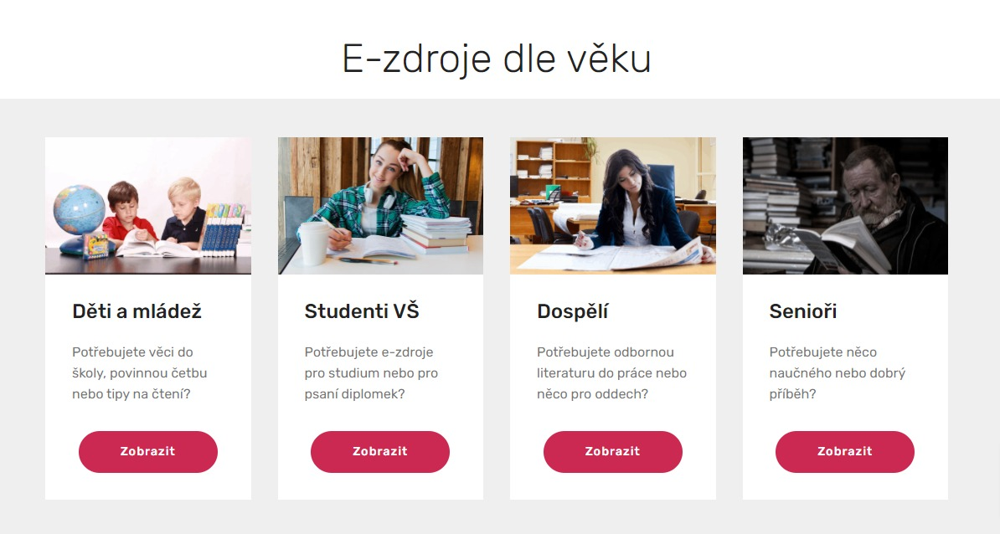 E-zdroje dle věku
Děti a mládež
Potřebujete věci do
školy, povinnou četbu
nebo tipy na čtení?
Zobrazit
Studenti VŠ
Potřebujete e-zdroje
pro studium nebo pro
psaní diplomek?
Zobrazit
Dospělí
Potřebujete odbornou
literaturu do práce nebo
něco pro oddech?
Zobrazit
Senioři
Potřebujete něco
naučného nebo dobrý
příběh?
Zobrazit